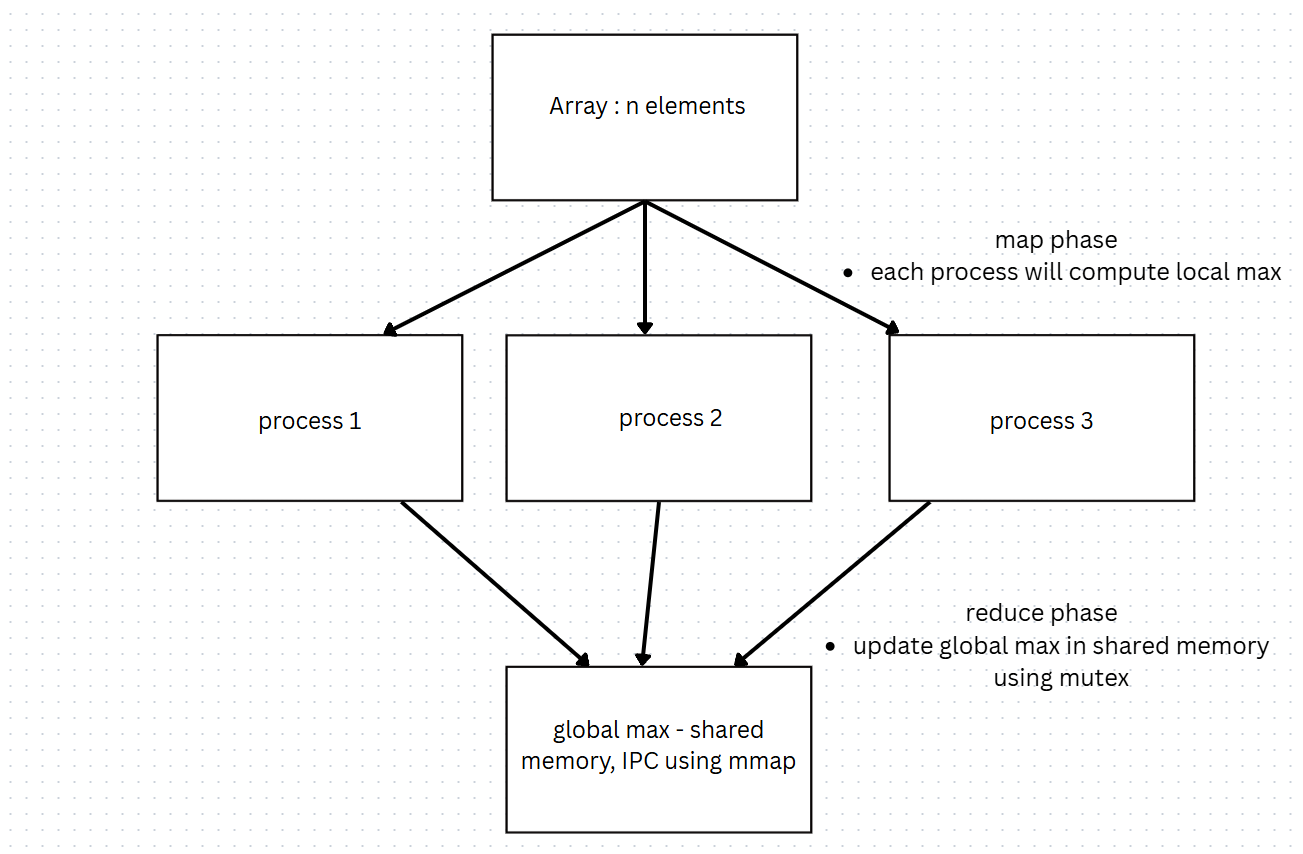 Array : n elements
map phase
• each process will compute local max
process 1
process 2
process 3
reduce phase
• update global max in shared memory
using mutex
global max - shared
memory, IPC using mmap